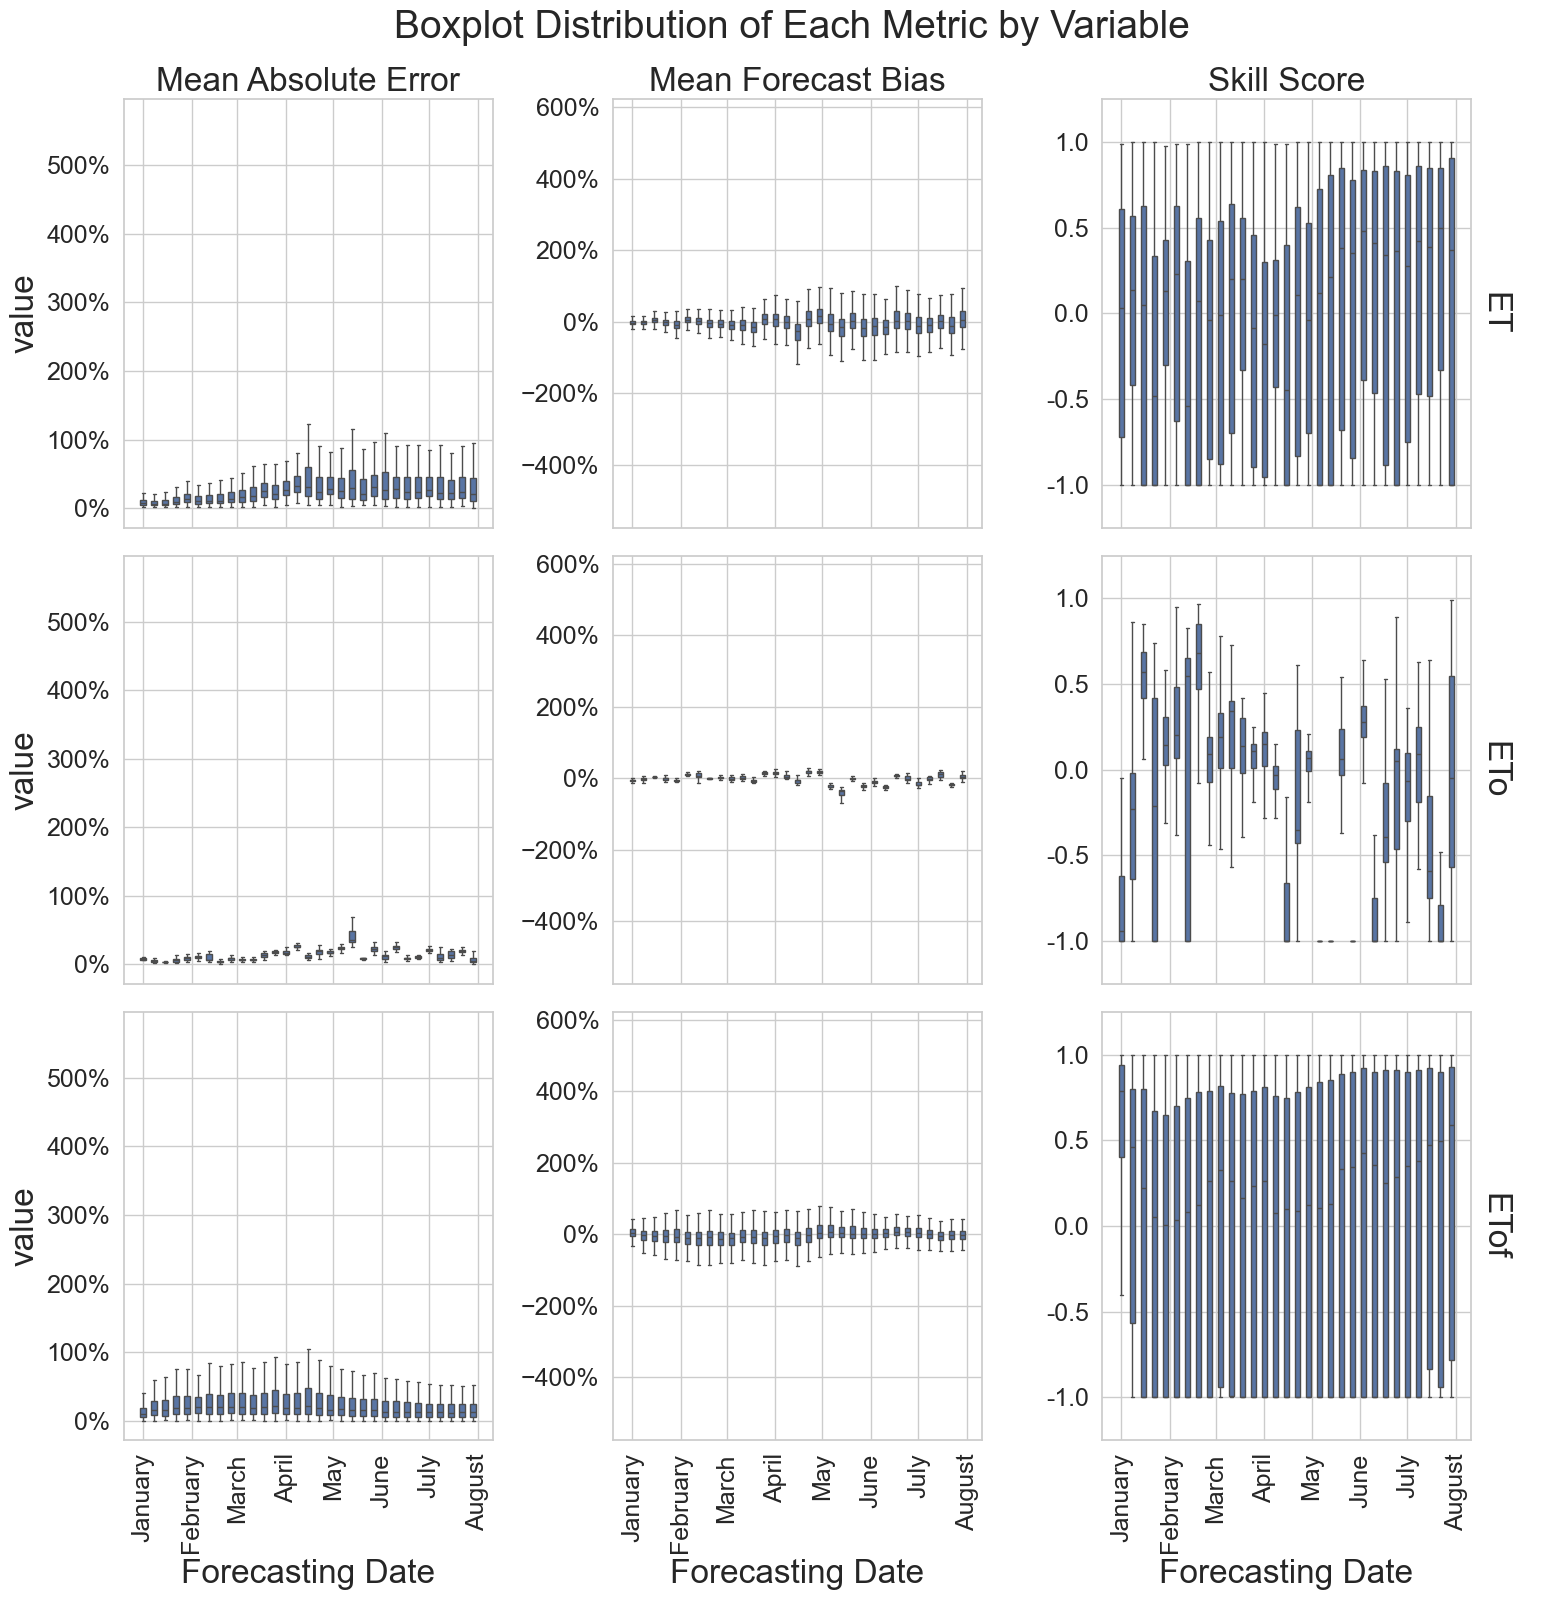 Boxplot Distribution of Each Metric by Variable
Mean Absolute Error
Mean Forecast Bias
Skill Score
value
500%
400%
300%
200%
100%
0%
600%
400%
200%
0%
−200%
−400%
1.0
0.5
0.0
-0.5
-1.0
ET
value
500%
400%
300%
200%
100%
0%
600%
400%
200%
0%
−200%
−400%
1.0
0.5
0.0
-0.5
-1.0
ETo
value
500%
400%
300%
200%
100%
0%
600%
400%
200%
0%
−200%
−400%
1.0
0.5
0.0
-0.5
-1.0
ETof
January
February
March
April
May
June
July
August
January
February
March
April
May
June
July
August
January
February
March
April
May
June
July
August
Forecasting Date
Forecasting Date
Forecasting Date